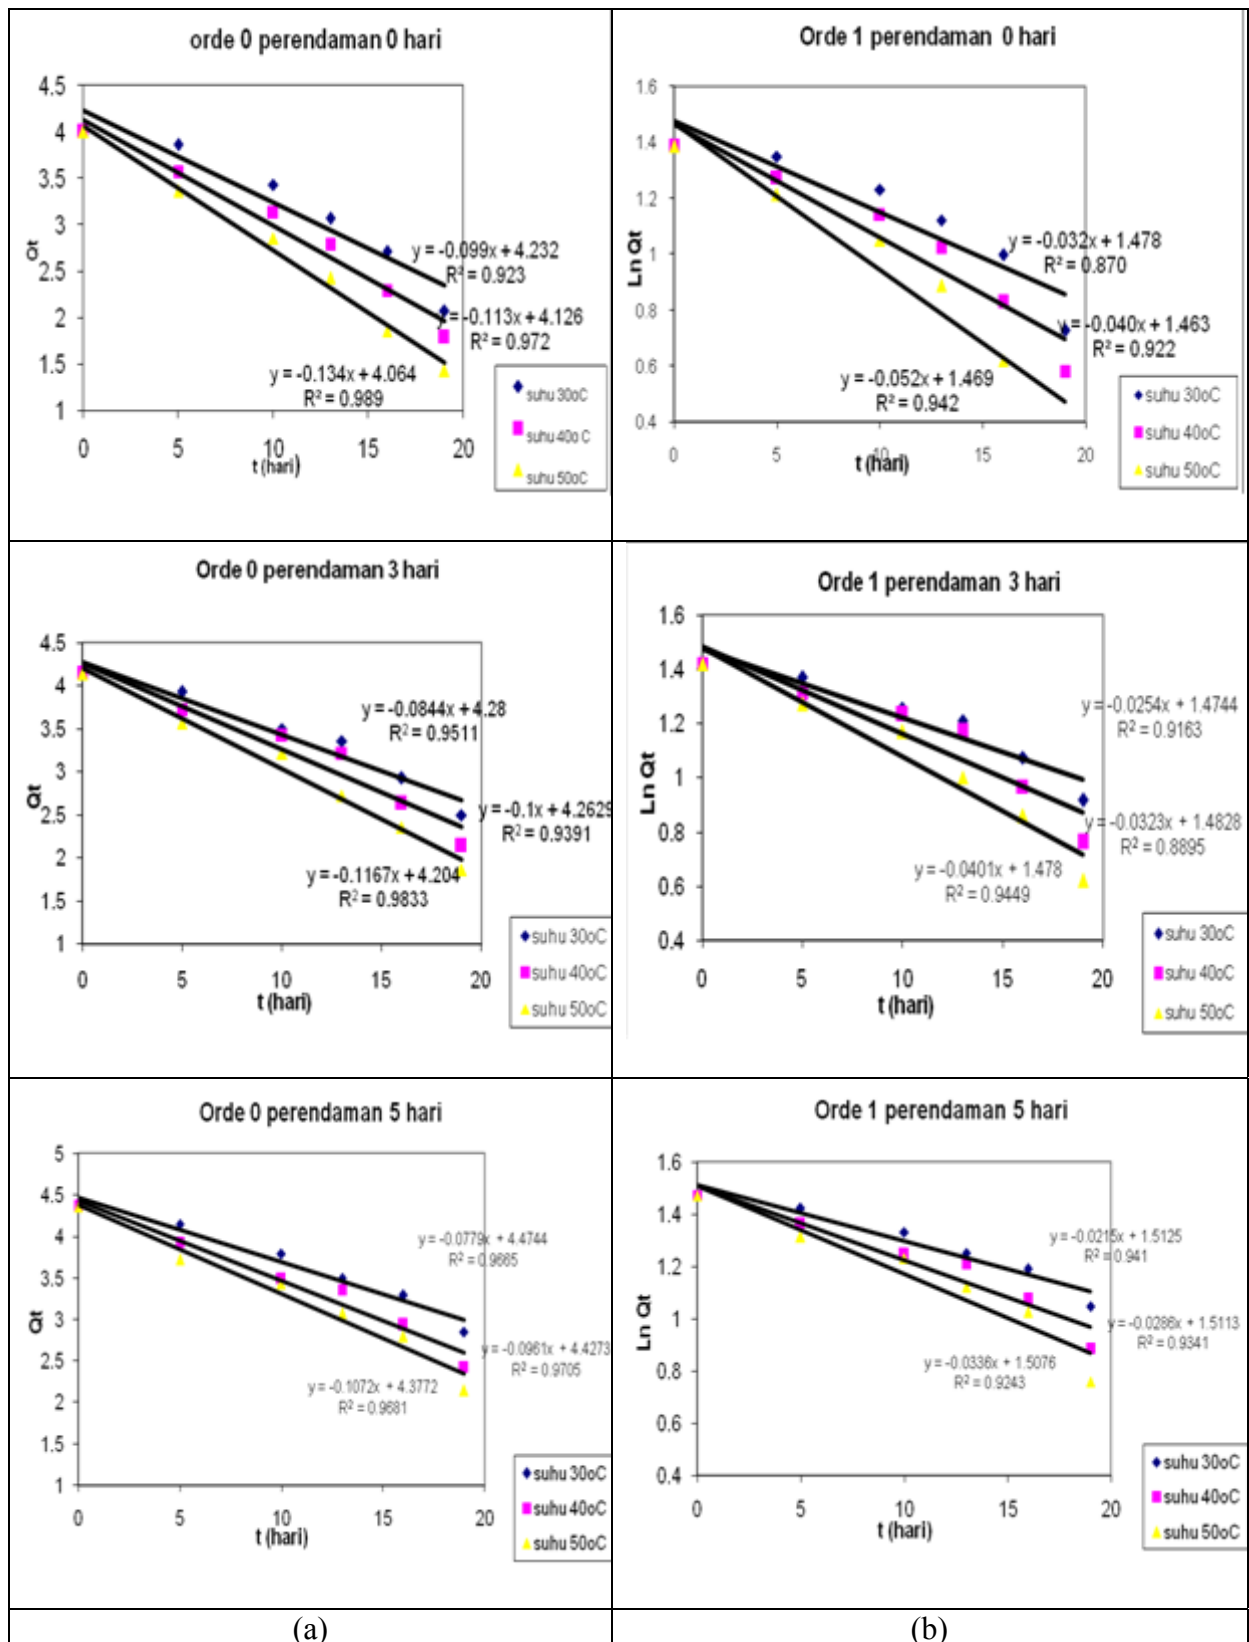 orde 0 perendaman 0 hari
Qt
4.5
4
3.5
3
2.5
2
1.5
1
0
5
10
15
20
t (hari)
y = -0.099x + 4.232
R² = 0.923
y = -0.113x + 4.126
R² = 0.972
y = -0.134x + 4.064
R² = 0.989
suhu 30oC
suhu 40o C
suhu 50oC
Orde 1 perendaman 0 hari
Ln Qt
1.6
1.4
1.2
1
0.8
0.6
0.4
0
5
10
15
20
t (hari)
y = -0.032x + 1.478
R² = 0.870
y = -0.040x + 1.463
R² = 0.922
y = -0.052x + 1.469
R² = 0.942
suhu 30oC
suhu 40oC
suhu 50oC
Orde 0 perendaman 3 hari
Qt
4.5
4
3.5
3
2.5
2
1.5
1
0
5
10
15
20
t (hari)
y = -0.0844x + 4.28
R² = 0.9511
y = -0.1x + 4.2629
R² = 0.9391
y = -0.1167x + 4.204
R² = 0.9833
suhu 30oC
suhu 40oC
suhu 50oC
Orde 1 perendaman 3 hari
Ln Qt
1.6
1.4
1.2
1
0.8
0.6
0.4
0
5
10
15
20
t (hari)
y = -0.0254x + 1.4744
R² = 0.9163
y = -0.0323x + 1.4828
R² = 0.8895
y = -0.0401x + 1.478
R² = 0.9449
suhu 30oC
suhu 40oC
suhu 50oC
Orde 0 perendaman 5 hari
Qt
5
4.5
4
3.5
3
2.5
2
1.5
1
0
5
10
15
20
t (hari)
y = -0.0779x + 4.4744
R² = 0.9665
y = -0.0961x + 4.4273
R² = 0.9705
y = -0.1072x + 4.3772
R² = 0.9681
suhu 30oC
suhu 40oC
suhu 50oC
Orde 1 perendaman 5 hari
Ln Qt
1.6
1.4
1.2
1
0.8
0.6
0.4
0
5
10
15
20
t (hari)
y = -0.0215x + 1.5125
R² = 0.941
y = -0.0286x + 1.5113
R² = 0.9341
y = -0.0336x + 1.5076
R² = 0.9243
suhu 30oC
suhu 40oC
suhu 50oC
(a)
(b)